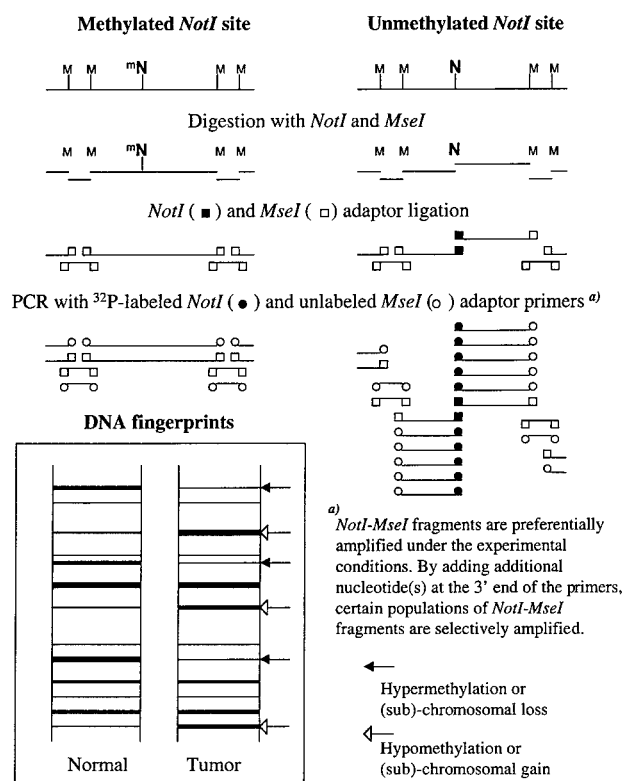 Methylated NotI site Unmethylated NotI site
M M mN M M M M N M M
Digestion with NotI and MseI
M M mN M M M M N M M
NotI ( ■ ) and MseI ( □ ) adaptor ligation
PCR with 32P-labeled NotI ( ● ) and unlabeled MseI ( ○ ) adaptor primers a)
DNA fingerprints
Normal Tumor
a)
NotI-MseI fragments are preferentially
amplified under the experimental
conditions. By adding additional
nucleotide(s) at the 3' end of the primers,
certain populations of NotI-MseI
fragments are selectively amplified.
Hypermethylation or
(sub)-chromosomal loss
Hypomethylation or
(sub)-chromosomal gain